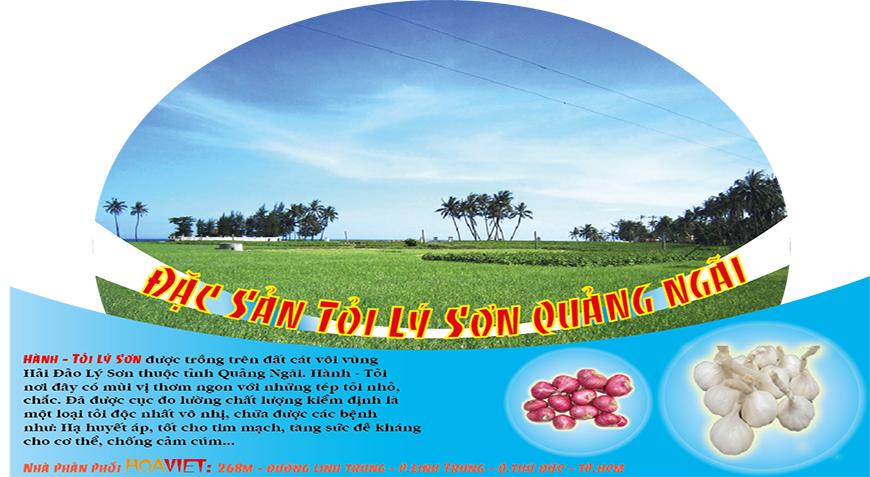 ĐẶC SẢN TỎI LÝ SƠN QUẢNG NGÃI
HÀNH - TỎI LÝ SƠN được trồng trên đất cát vôi vùng
Hải Đảo Lý Sơn thuộc tỉnh Quảng Ngãi. Hành - Tỏi
nơi đây có mùi vị thơm ngon với những tép tỏi nhỏ,
chắc. Đã được cục đo lường chất lượng kiểm định là
một loại tỏi độc nhất vô nhị, chữa được các bệnh
như: Hạ huyết áp, tốt cho tim mạch, tăng sức đề kháng
cho cơ thể, chống cảm cúm...
NHÀ PHÂN PHỐI HOAVIET: 268M - ĐƯỜNG LINH TRUNG - P.LINH TRUNG - Q.THỦ ĐỨC - TP.HCM